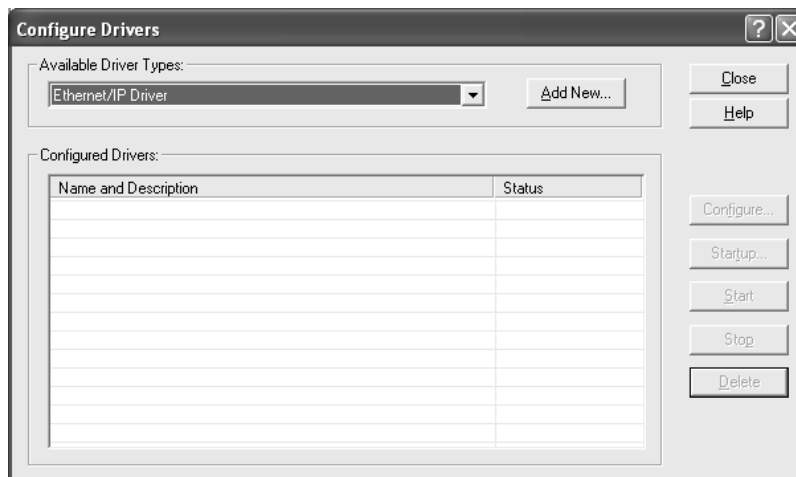 Configure Drivers
Available Driver Types:
Ethernet/IP Driver
Add New...
Close
Help
Configured Drivers:
Name and Description Status
Configure...
Startup...
Start
Stop
Delete